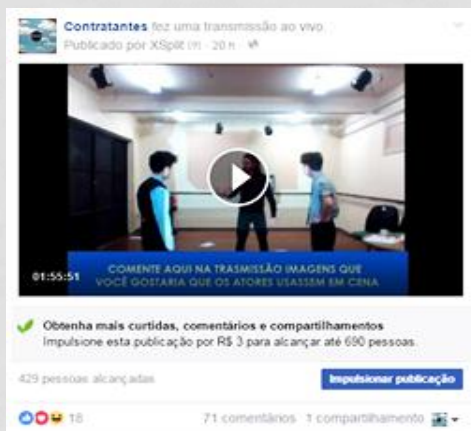 Contratantes fez uma transmissão ao vivo.
Publicado por XSplit [?] · 20 h ·
01:55:51
COMENTE AQUI NA TRASMISSÃO IMAGENS QUE
VOCÊ GOSTARIA QUE OS ATORES USASSEM EM CENA
Obtenha mais curtidas, comentários e compartilhamentos
Impulsione esta publicação por R$ 3 para alcançar até 690 pessoas.
429 pessoas alcançadas
Impulsionar publicação
18
71 comentários 1 compartilhamento